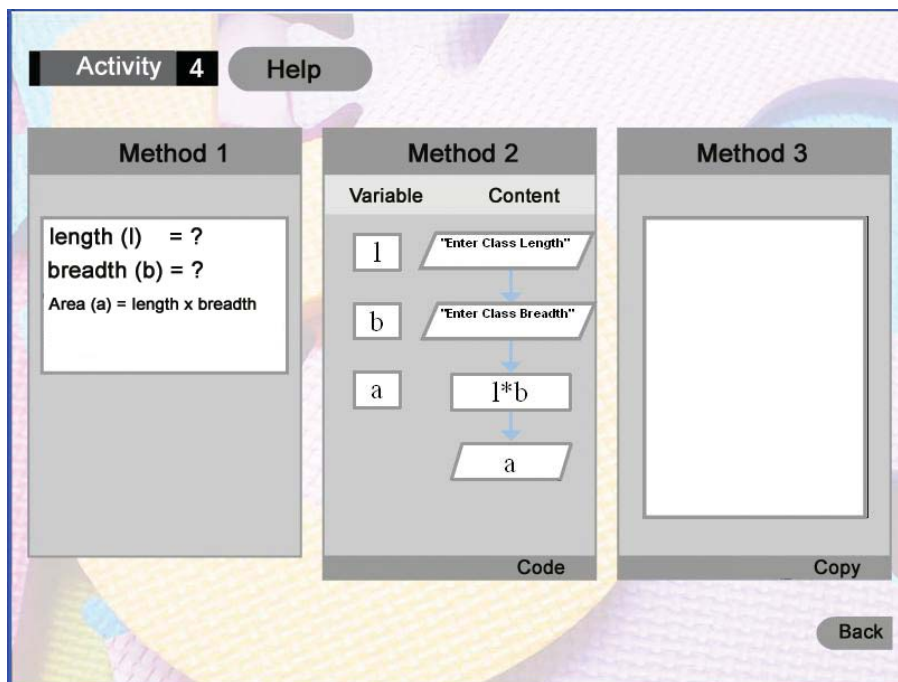 Activity 4 Help
Method 1
length (l) = ?
breadth (b) = ?
Area (a) = length x breadth
Method 2
Variable Content
l "Enter Class Length"
b "Enter Class Breadth"
a l*b
a
Code
Method 3
Copy
Back